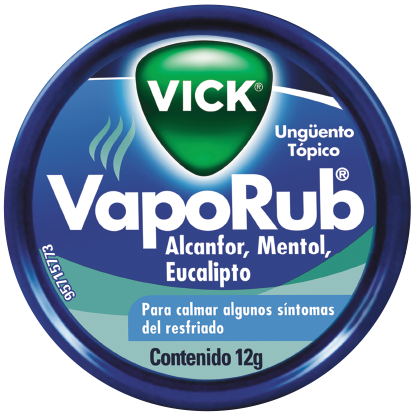 VICK®
Ungüento
Tópico
VapoRub®
Alcanfor, Mentol,
Eucalipto
95715773
Para calmar algunos síntomas
del resfriado
Contenido 12g